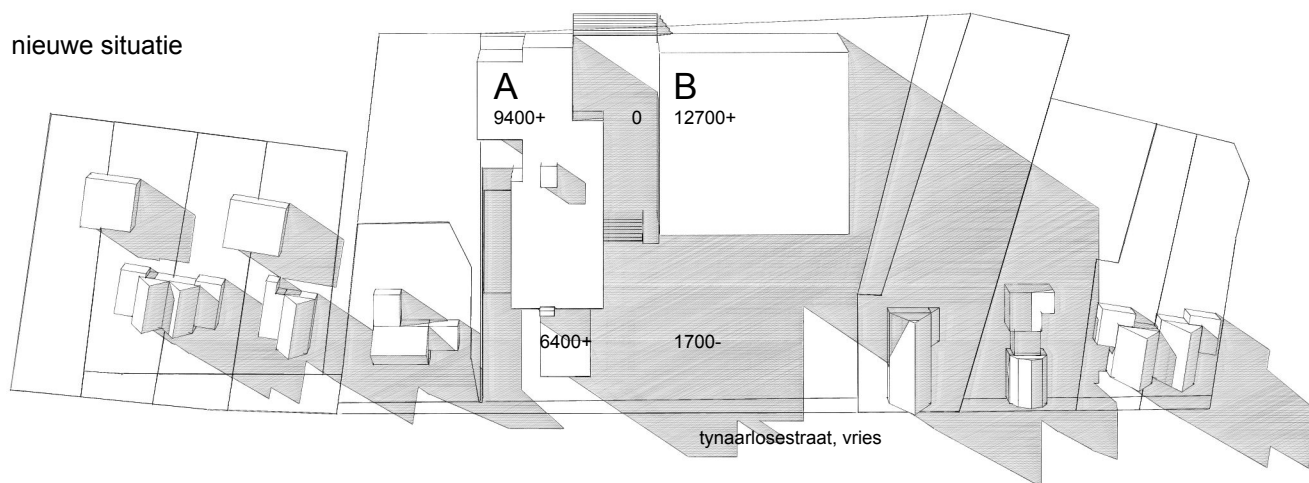 nieuwe situatie
A B
9400+ 0 12700+
6400+ 1700-
tynaarlosestraat, vries